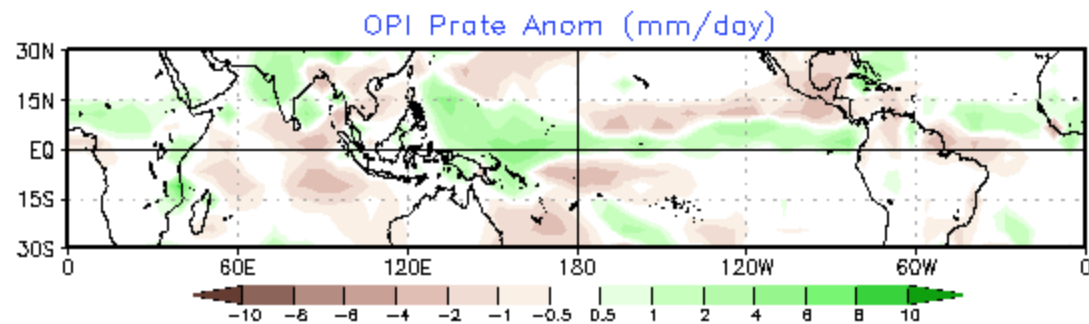 OPI Prate Anom (mm/day)
30N
15N
EQ
15S
30S
0 60E 120E 180 120W 60W 0
-10 -8 -6 -4 -2 -1 -0.5 0.5 1 2 4 6 8 10